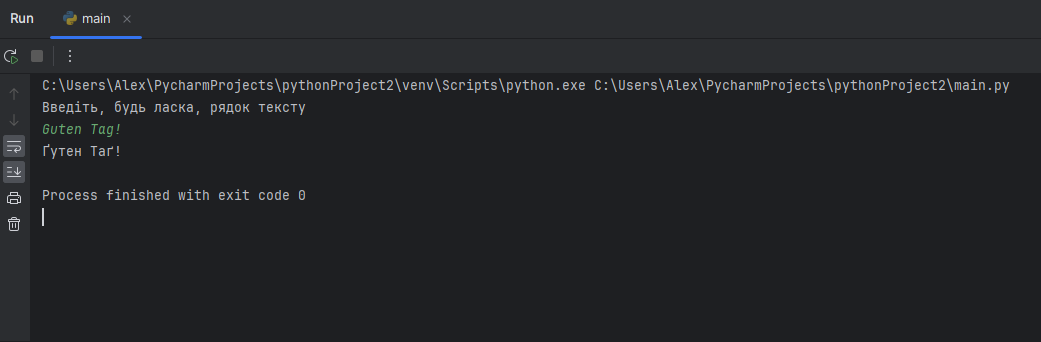 Run main
C:\Users\Alex\PycharmProjects\pythonProject2\venv\Scripts\python.exe C:\Users\Alex\PycharmProjects\pythonProject2\main.py
Введіть, будь ласка, рядок тексту
Guten Tag!
Ґутен Таґ!
Process finished with exit code 0